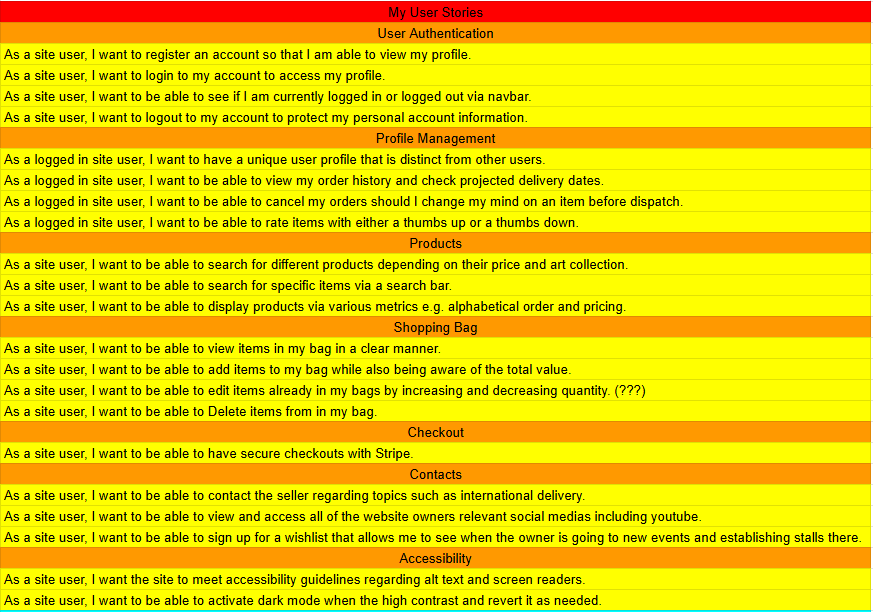 My User Stories
User Authentication
As a site user, I want to register an account so that I am able to view my profile.
As a site user, I want to login to my account to access my profile.
As a site user, I want to be able to see if I am currently logged in or logged out via navbar.
As a site user, I want to logout to my account to protect my personal account information.
Profile Management
As a logged in site user, I want to have a unique user profile that is distinct from other users.
As a logged in site user, I want to be able to view my order history and check projected delivery dates.
As a logged in site user, I want to be able to cancel my orders should I change my mind on an item before dispatch.
As a logged in site user, I want to be able to rate items with either a thumbs up or a thumbs down.
Products
As a site user, I want to be able to search for different products depending on their price and art collection.
As a site user, I want to be able to search for specific items via a search bar.
As a site user, I want to be able to display products via various metrics e.g. alphabetical order and pricing.
Shopping Bag
As a site user, I want to be able to view items in my bag in a clear manner.
As a site user, I want to be able to add items to my bag while also being aware of the total value.
As a site user, I want to be able to edit items already in my bags by increasing and decreasing quantity. (???)
As a site user, I want to be able to Delete items from in my bag.
Checkout
As a site user, I want to be able to have secure checkouts with Stripe.
Contacts
As a site user, I want to be able to contact the seller regarding topics such as international delivery.
As a site user, I want to be able to view and access all of the website owners relevant social medias including youtube.
As a site user, I want to be able to sign up for a wishlist that allows me to see when the owner is going to new events and establishing stalls there.
Accessibility
As a site user, I want the site to meet accessibility guidelines regarding alt text and screen readers.
As a site user, I want to be able to activate dark mode when the high contrast and revert it as needed.